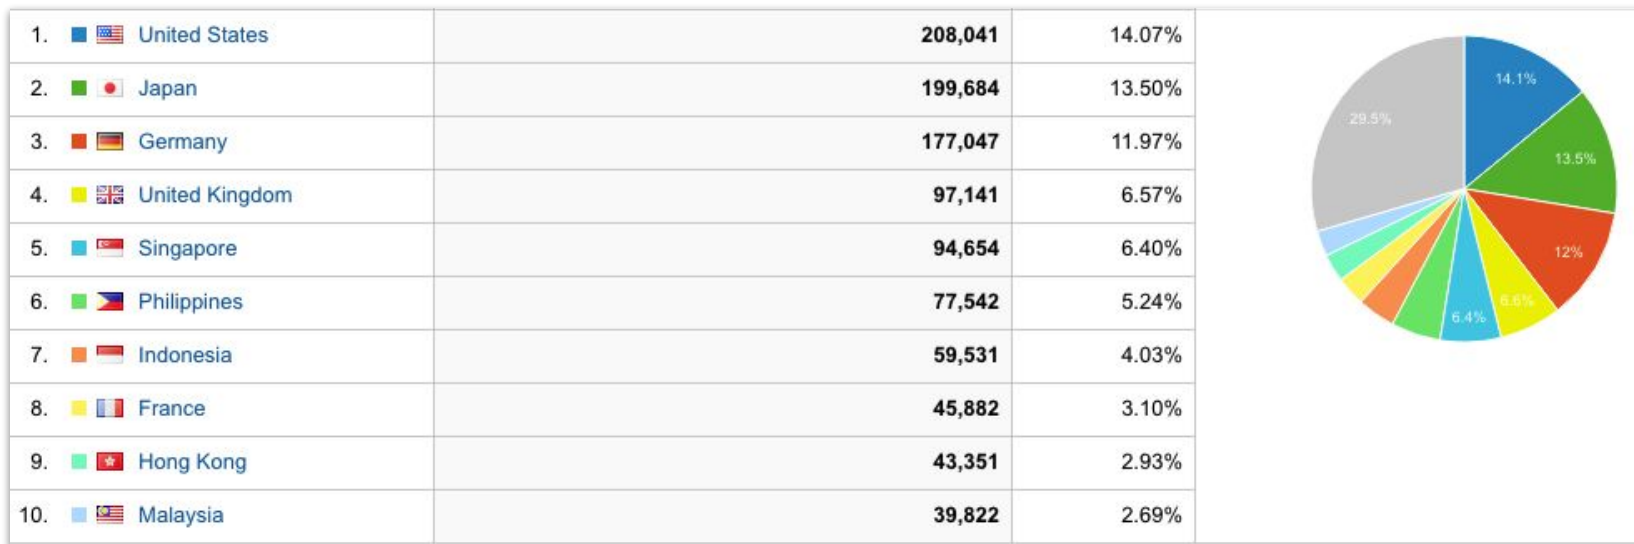 1. United States 208,041 14.07%
2. Japan 199,684 13.50%
3. Germany 177,047 11.97%
4. United Kingdom 97,141 6.57%
5. Singapore 94,654 6.40%
6. Philippines 77,542 5.24%
7. Indonesia 59,531 4.03%
8. France 45,882 3.10%
9. Hong Kong 43,351 2.93%
10. Malaysia 39,822 2.69%
14.1%
29.5%
13.5%
12%
6.6%
6.4%